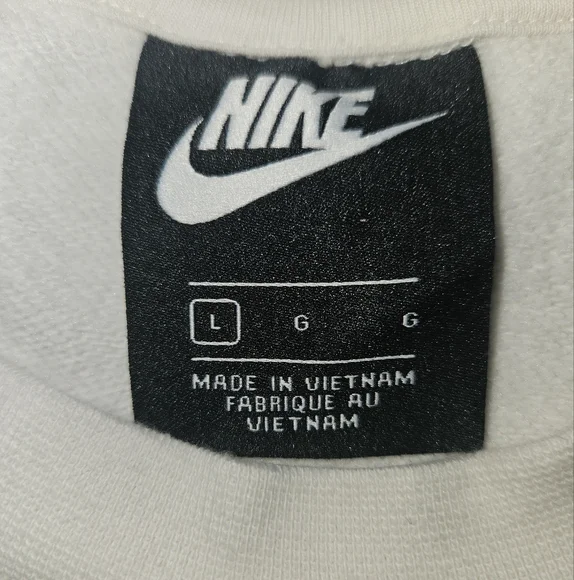 NIKE
L G G
MADE IN VIETNAM
FABRIQUE AU
VIETNAM